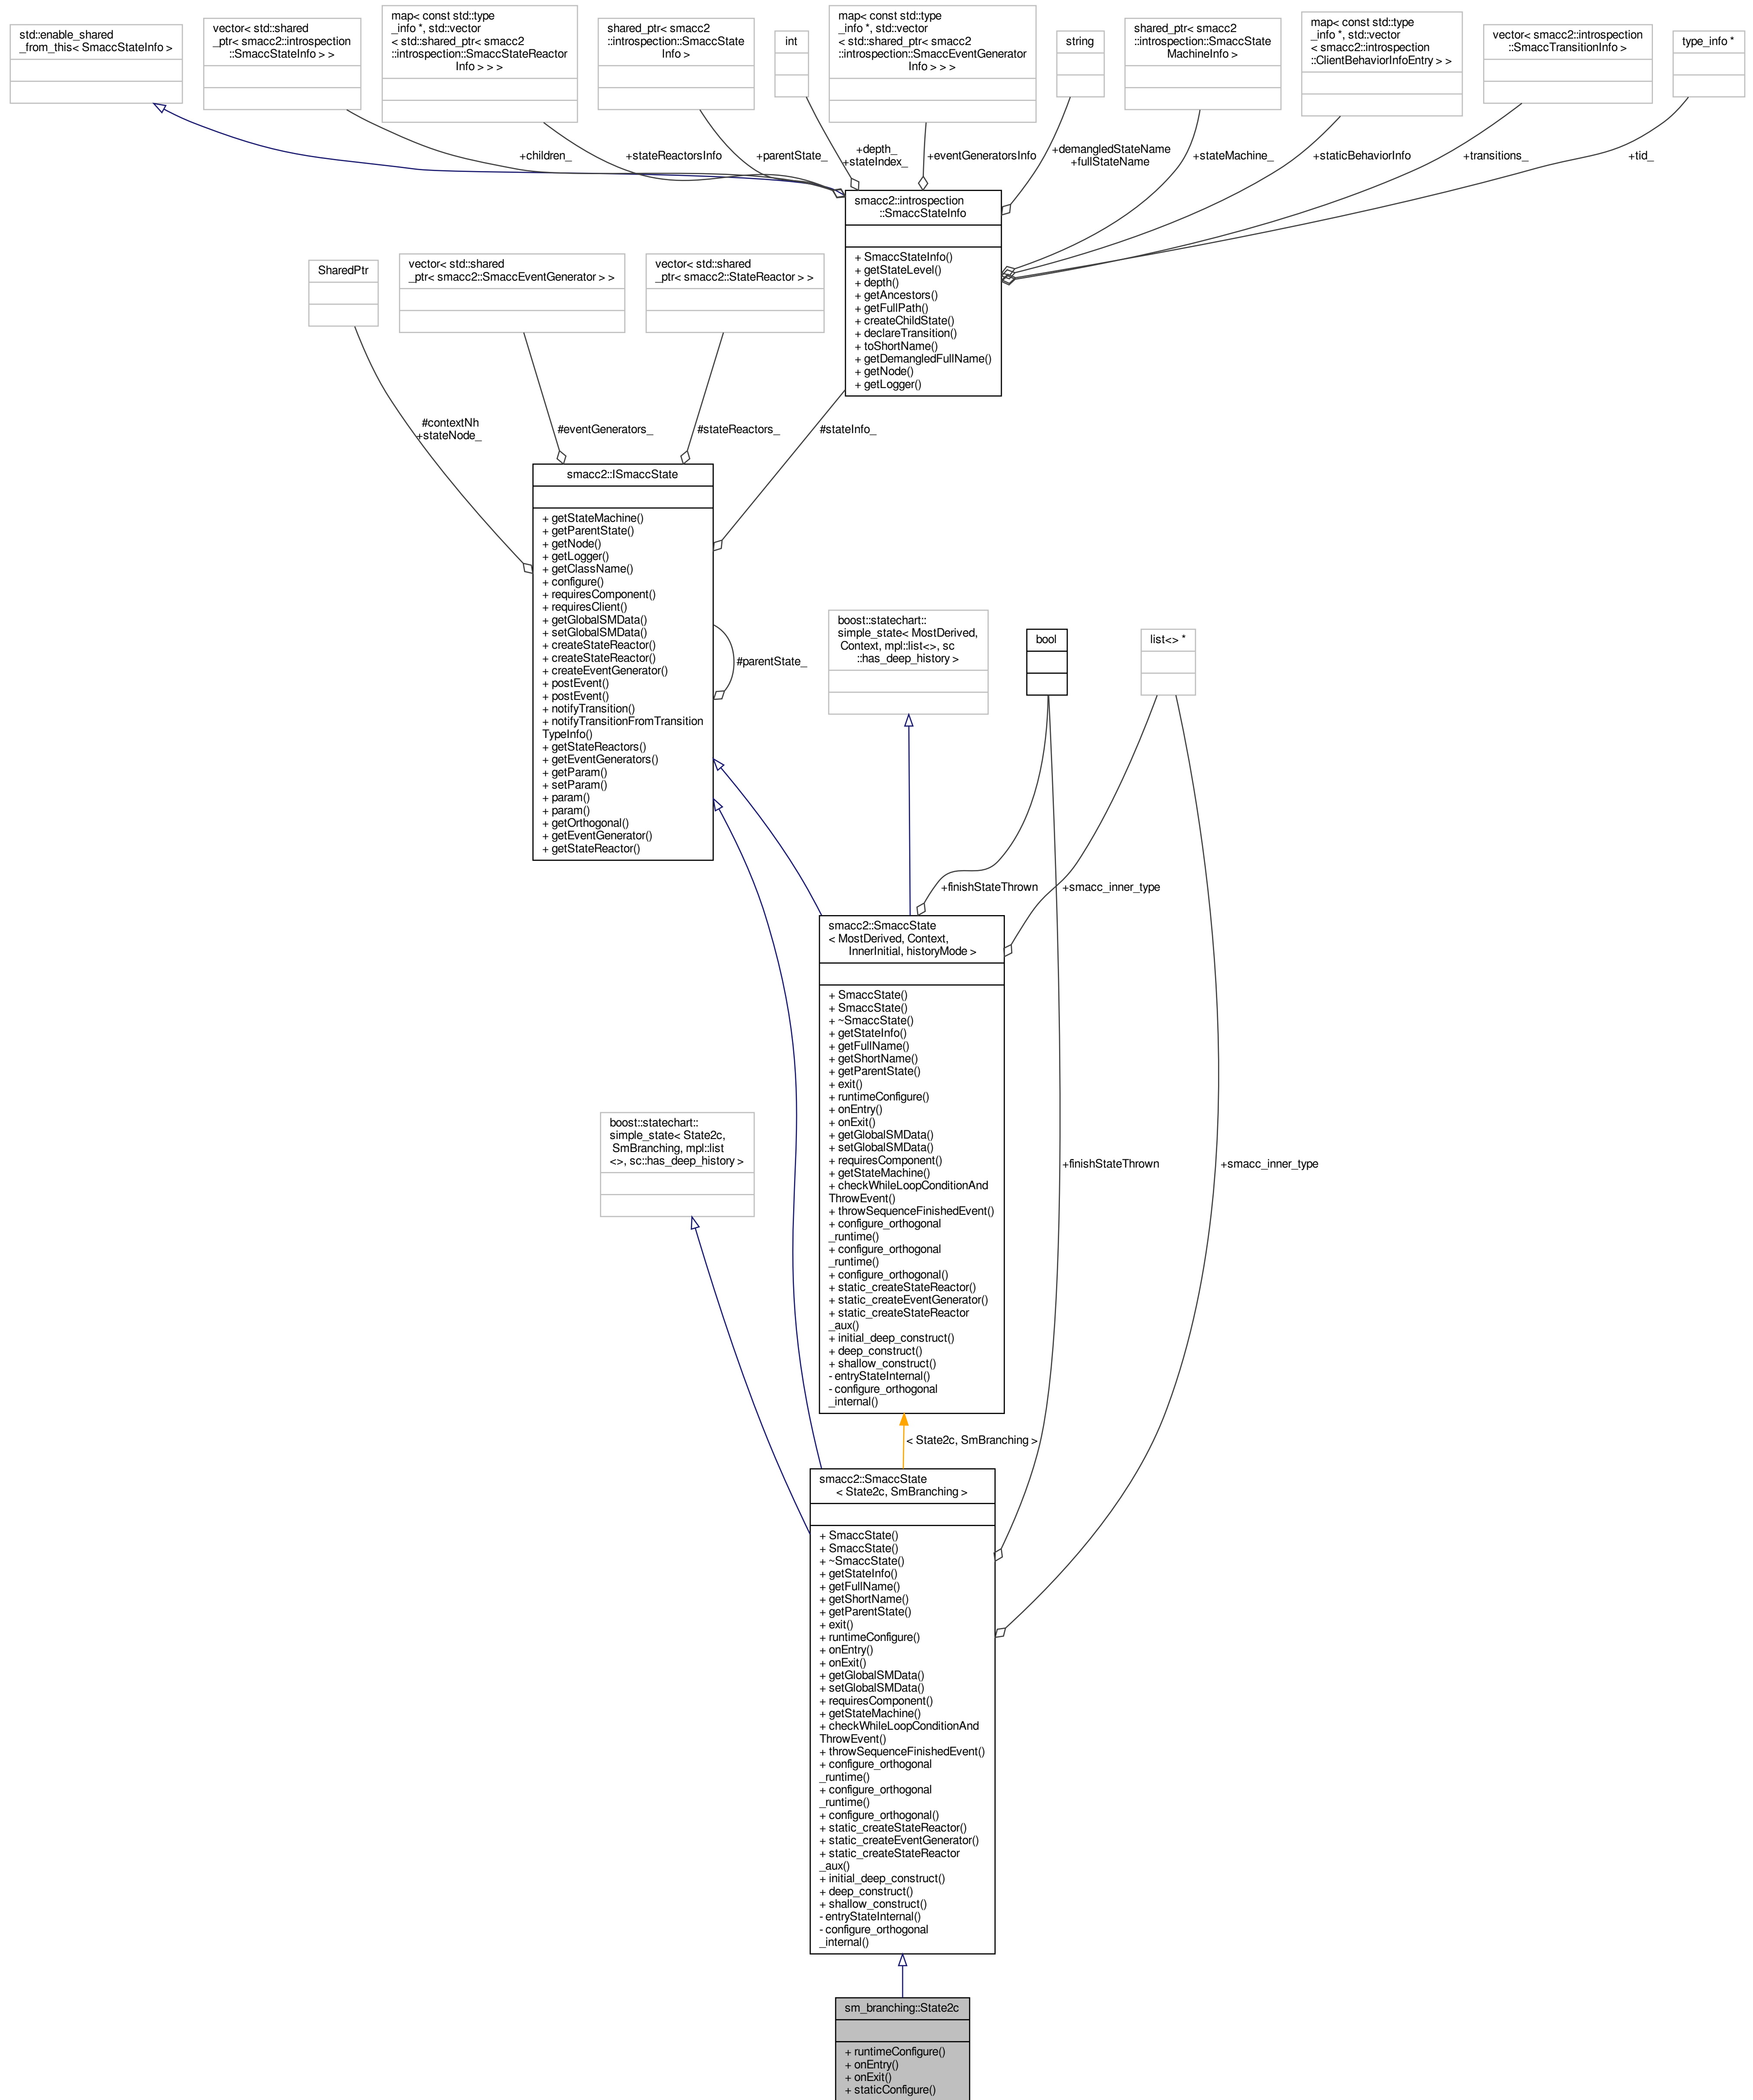 std::enable_shared
_from_this< SmaccStateInfo >
vector< std::shared
_ptr< smacc2::introspection
::SmaccStateInfo > >
map< const std::type
_info *, std::vector
< std::shared_ptr< smacc2
::introspection::SmaccStateReactor
Info > > >
shared_ptr< smacc2
::introspection::SmaccState
Info >
int
map< const std::type
_info *, std::vector
< std::shared_ptr< smacc2
::introspection::SmaccEventGenerator
Info > > >
string
shared_ptr< smacc2
::introspection::SmaccState
MachineInfo >
map< const std::type
_info *, std::vector
< smacc2::introspection
::ClientBehaviorInfoEntry > >
vector< smacc2::introspection
::SmaccTransitionInfo >
type_info *
+children_
+stateReactorsInfo
+parentState_
+depth_
+stateIndex_
+eventGeneratorsInfo
+demangledStateName
+fullStateName
+stateMachine_
+staticBehaviorInfo
+transitions_
+tid_
smacc2::introspection
::SmaccStateInfo
+ SmaccStateInfo()
+ getStateLevel()
+ depth()
+ getAncestors()
+ getFullPath()
+ createChildState()
+ declareTransition()
+ toShortName()
+ getDemangledFullName()
+ getNode()
+ getLogger()
SharedPtr
vector< std::shared
_ptr< smacc2::SmaccEventGenerator > >
vector< std::shared
_ptr< smacc2::StateReactor > >
#contextNh
+stateNode_
#eventGenerators_
#stateReactors_
#stateInfo_
smacc2::ISmaccState
+ getStateMachine()
+ getParentState()
+ getNode()
+ getLogger()
+ getClassName()
+ configure()
+ requiresComponent()
+ requiresClient()
+ getGlobalSMData()
+ setGlobalSMData()
+ createStateReactor()
+ createStateReactor()
+ createEventGenerator()
+ postEvent()
+ postEvent()
+ notifyTransition()
+ notifyTransitionFromTransition
TypeInfo()
+ getStateReactors()
+ getEventGenerators()
+ getParam()
+ setParam()
+ param()
+ param()
+ getOrthogonal()
+ getEventGenerator()
+ getStateReactor()
#parentState_
boost::statechart::
simple_state< MostDerived,
Context, mpl::list<>, sc
::has_deep_history >
bool
list<> *
+finishStateThrown
+smacc_inner_type
smacc2::SmaccState
< MostDerived, Context,
InnerInitial, historyMode >
+ SmaccState()
+ SmaccState()
+ ~SmaccState()
+ getStateInfo()
+ getFullName()
+ getShortName()
+ getParentState()
+ exit()
+ runtimeConfigure()
+ onEntry()
+ onExit()
+ getGlobalSMData()
+ setGlobalSMData()
+ requiresComponent()
+ getStateMachine()
+ checkWhileLoopConditionAnd
ThrowEvent()
+ throwSequenceFinishedEvent()
+ configure_orthogonal
_runtime()
+ configure_orthogonal
_runtime()
+ configure_orthogonal()
+ static_createStateReactor()
+ static_createEventGenerator()
+ static_createStateReactor
_aux()
+ initial_deep_construct()
+ deep_construct()
+ shallow_construct()
- entryStateInternal()
- configure_orthogonal
_internal()
boost::statechart::
simple_state< State2c,
SmBranching, mpl::list
<>, sc::has_deep_history >
+finishStateThrown
+smacc_inner_type
< State2c, SmBranching >
smacc2::SmaccState
< State2c, SmBranching >
+ SmaccState()
+ SmaccState()
+ ~SmaccState()
+ getStateInfo()
+ getFullName()
+ getShortName()
+ getParentState()
+ exit()
+ runtimeConfigure()
+ onEntry()
+ onExit()
+ getGlobalSMData()
+ setGlobalSMData()
+ requiresComponent()
+ getStateMachine()
+ checkWhileLoopConditionAnd
ThrowEvent()
+ throwSequenceFinishedEvent()
+ configure_orthogonal
_runtime()
+ configure_orthogonal
_runtime()
+ configure_orthogonal()
+ static_createStateReactor()
+ static_createEventGenerator()
+ static_createStateReactor
_aux()
+ initial_deep_construct()
+ deep_construct()
+ shallow_construct()
- entryStateInternal()
- configure_orthogonal
_internal()
sm_branching::State2c
+ runtimeConfigure()
+ onEntry()
+ onExit()
+ staticConfigure()